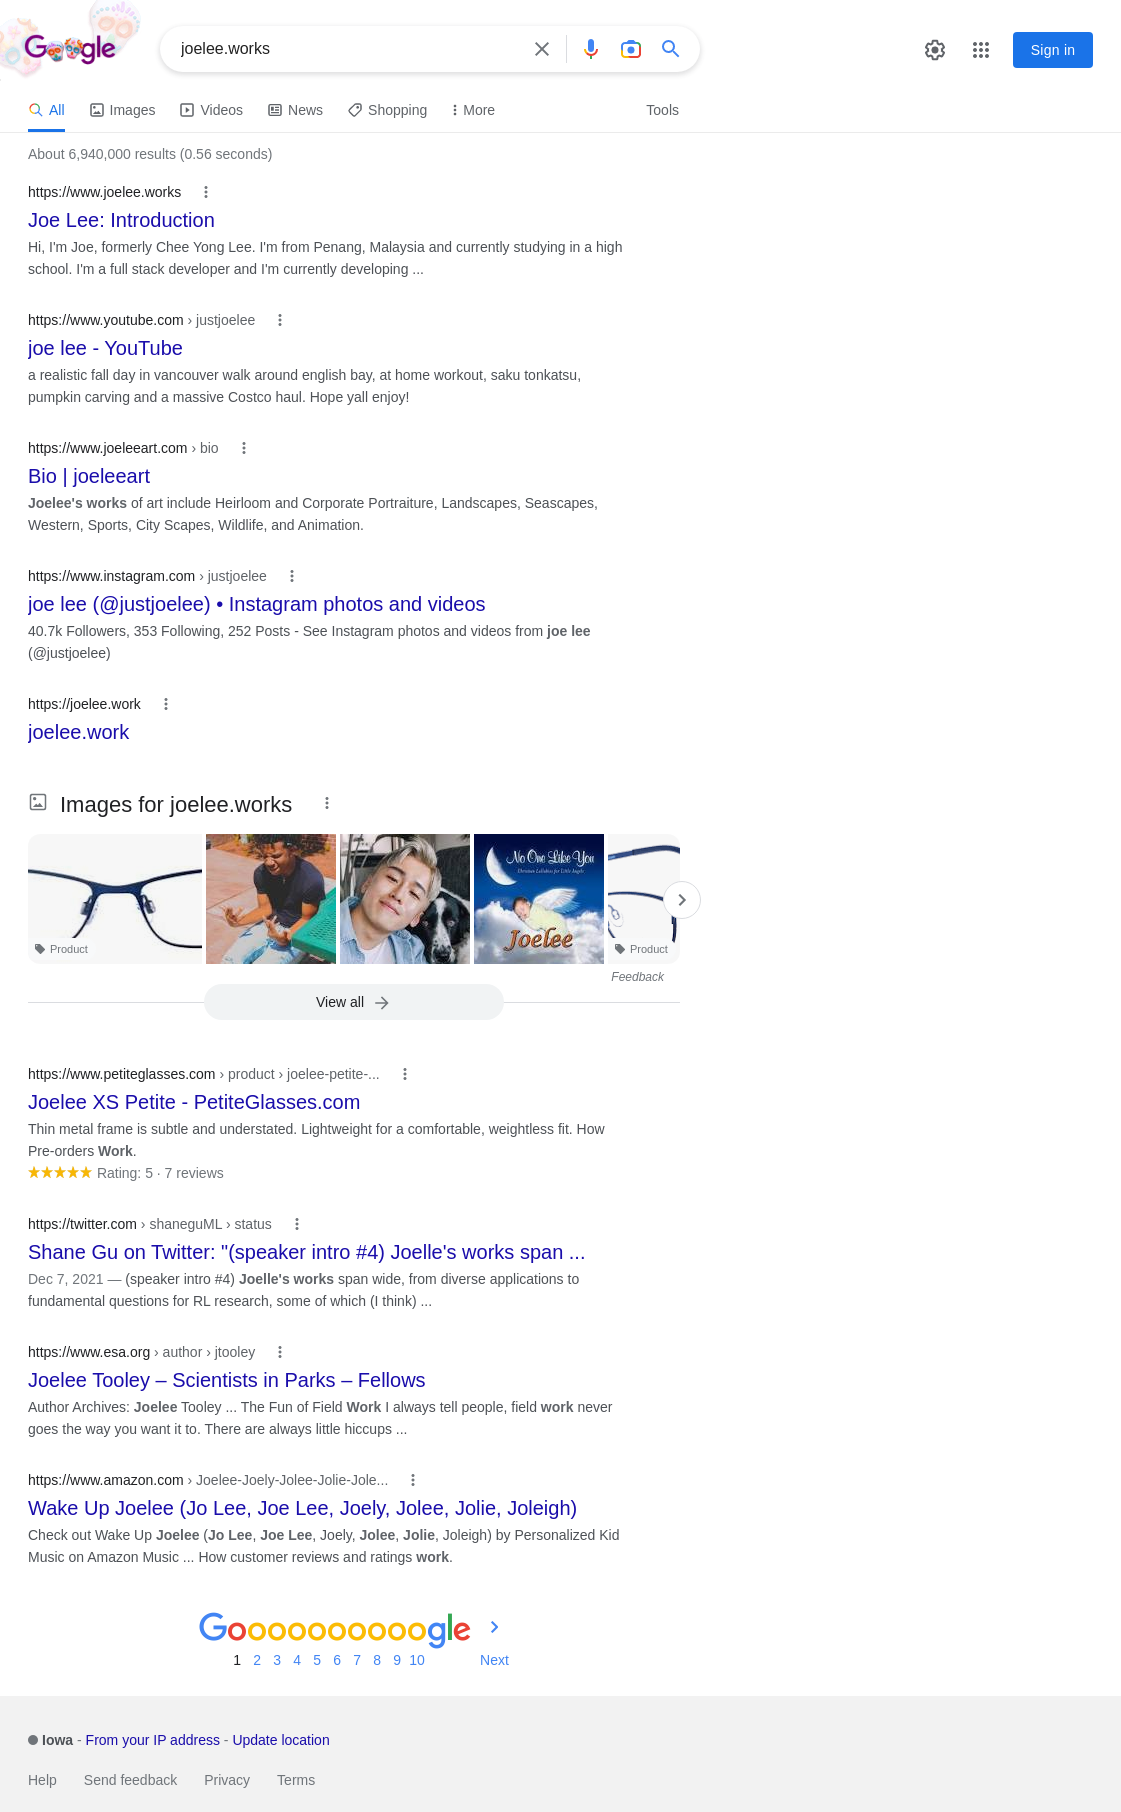 Google
joelee.works
Sign in
All
Images
Videos
News
Shopping
More
Tools
About 6,940,000 results (0.56 seconds)
https://www.joelee.works
Joe Lee: Introduction
Hi, I'm Joe, formerly Chee Yong Lee. I'm from Penang, Malaysia and currently studying in a high
school. I'm a full stack developer and I'm currently developing ...
https://www.youtube.com › justjoelee
joe lee - YouTube
a realistic fall day in vancouver walk around english bay, at home workout, saku tonkatsu,
pumpkin carving and a massive Costco haul. Hope yall enjoy!
https://www.joeleeart.com › bio
Bio | joeleeart
Joelee's works of art include Heirloom and Corporate Portraiture, Landscapes, Seascapes,
Western, Sports, City Scapes, Wildlife, and Animation.
https://www.instagram.com › justjoelee
joe lee (@justjoelee) • Instagram photos and videos
40.7k Followers, 353 Following, 252 Posts - See Instagram photos and videos from joe lee
(@justjoelee)
https://joelee.work
joelee.work
Images for joelee.works
No One Like You
Christian Lullabies for Little Angels
Joelee
Product
Product
Feedback
View all
https://www.petiteglasses.com › product › joelee-petite-...
Joelee XS Petite - PetiteGlasses.com
Thin metal frame is subtle and understated. Lightweight for a comfortable, weightless fit. How
Pre-orders Work.
Rating: 5 · 7 reviews
https://twitter.com › shaneguML › status
Shane Gu on Twitter: "(speaker intro #4) Joelle's works span ...
Dec 7, 2021 — (speaker intro #4) Joelle's works span wide, from diverse applications to
fundamental questions for RL research, some of which (I think) ...
https://www.esa.org › author › jtooley
Joelee Tooley – Scientists in Parks – Fellows
Author Archives: Joelee Tooley ... The Fun of Field Work I always tell people, field work never
goes the way you want it to. There are always little hiccups ...
https://www.amazon.com › Joelee-Joely-Jolee-Jolie-Jole...
Wake Up Joelee (Jo Lee, Joe Lee, Joely, Jolee, Jolie, Joleigh)
Check out Wake Up Joelee (Jo Lee, Joe Lee, Joely, Jolee, Jolie, Joleigh) by Personalized Kid
Music on Amazon Music ... How customer reviews and ratings work.
Goooooooooogle
1 2 3 4 5 6 7 8 9 10 Next
Iowa - From your IP address - Update location
Help Send feedback Privacy Terms